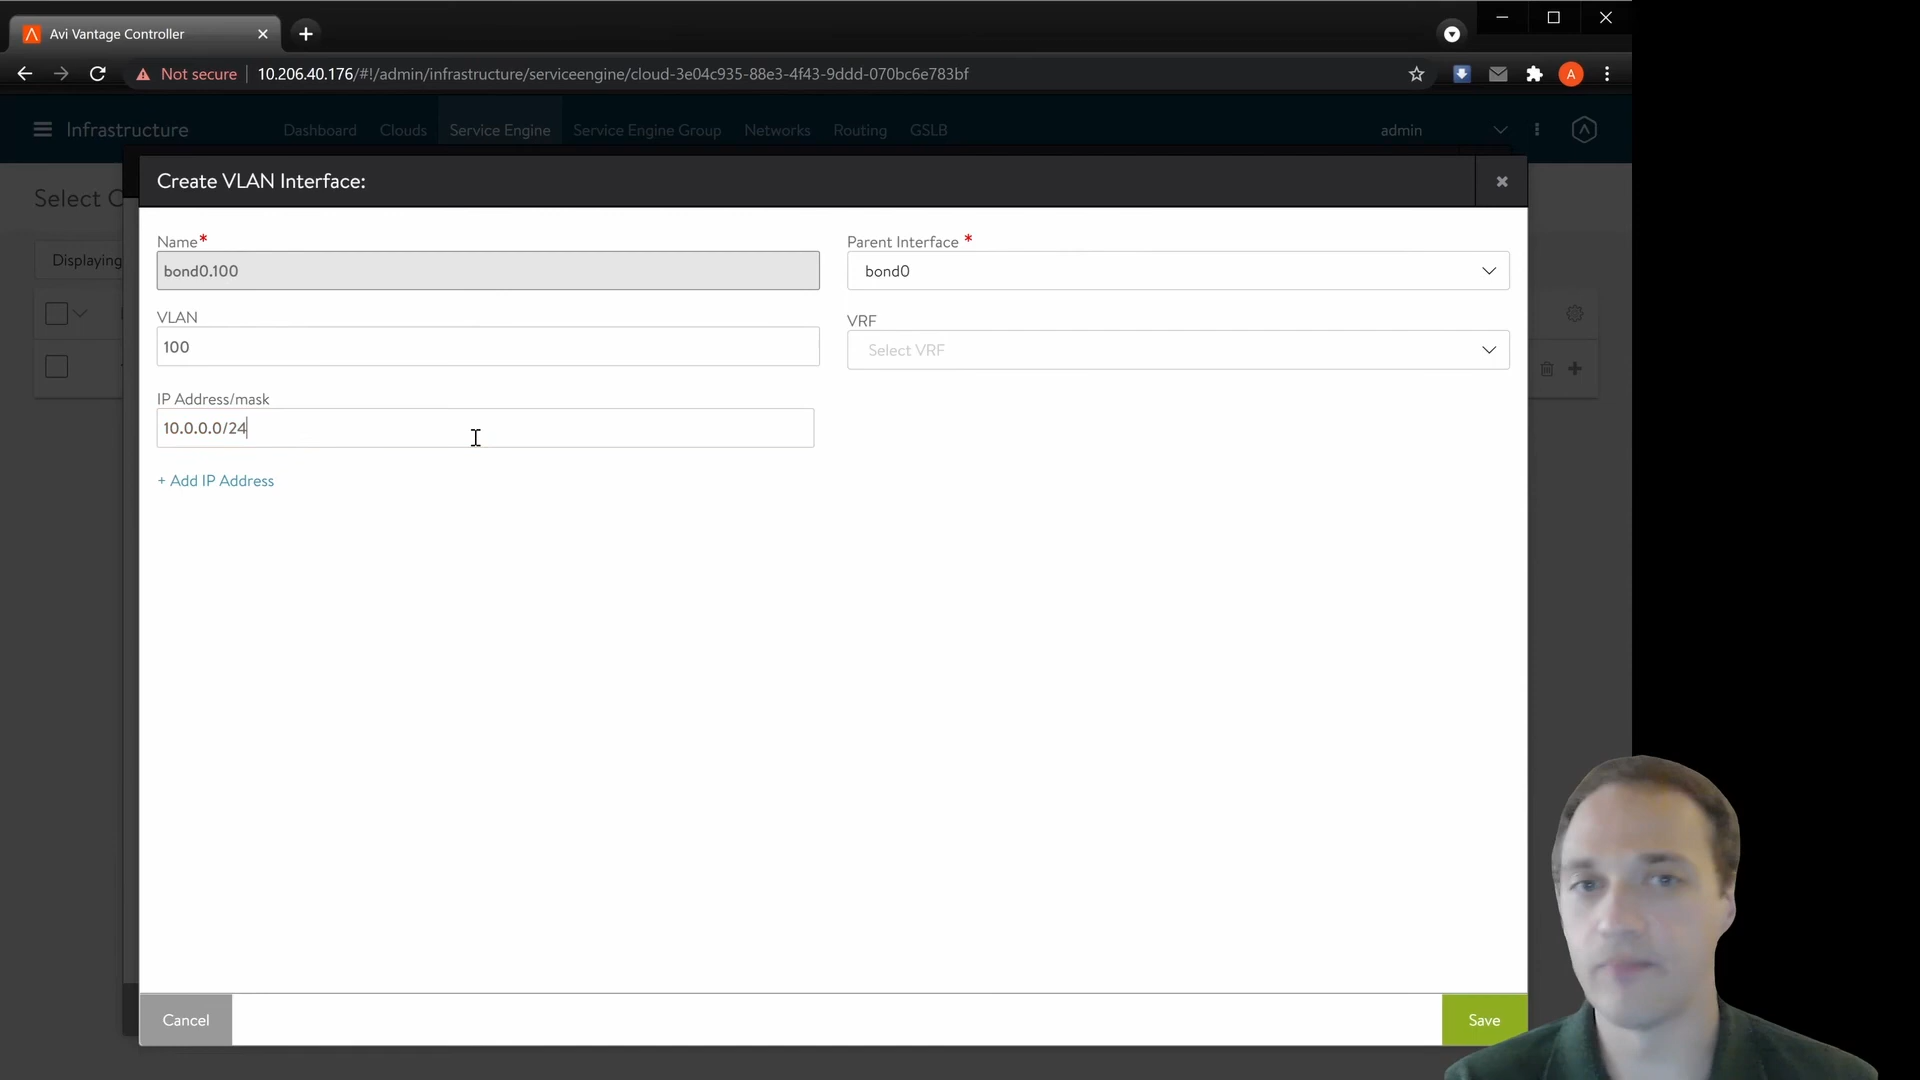 Avi Vantage Controller
Not secure 10.206.40.176/#!/admin/infrastructure/serviceengine/cloud-3e04c935-88e3-4f43-9ddd-070bc6e783bf A
Infrastructure Dashboard Clouds Service Engine Service Engine Group Networks Routing GSLB admin
Select C
Create VLAN Interface:
Displaying
Name* Parent Interface *
bond0.100 bond0
VLAN VRF
100 Select VRF
IP Address/mask
10.0.0.0/24
+ Add IP Address
Cancel Save